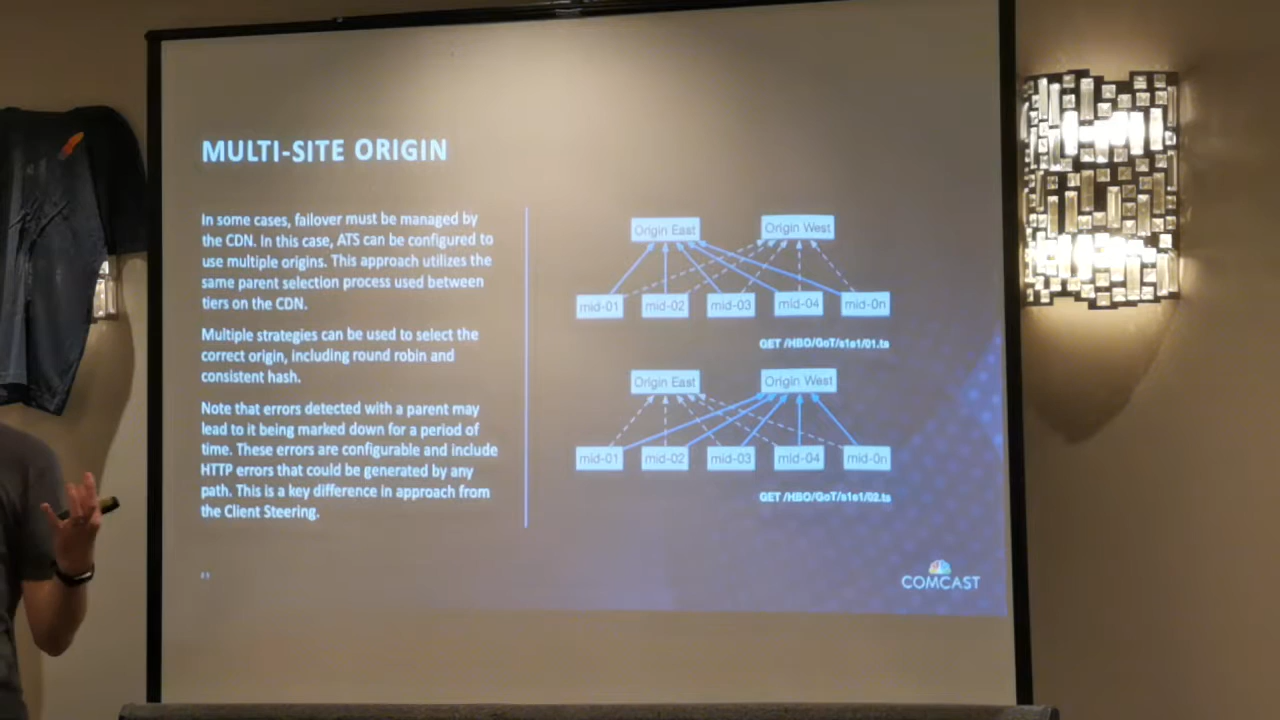 MULTI-SITE ORIGIN
In some cases, failover must be managed by
the CDN. In this case, ATS can be configured to
use multiple origins. This approach utilizes the
same parent selection process used between
tiers on the CDN.
Multiple strategies can be used to select the
correct origin, including round robin and
consistent hash.
Note that errors detected with a parent may
lead to it being marked down for a period of
time. These errors are configurable and include
HTTP errors that could be generated by any
path. This is a key difference in approach from
the Client Steering.
Origin East Origin West
mid-01 mid-02 mid-03 mid-04 mid-0n
GET /HBO/GoT/s1e1/01.ts
Origin East Origin West
mid-01 mid-02 mid-03 mid-04 mid-0n
GET /HBO/GoT/s1e1/02.ts
COMCAST